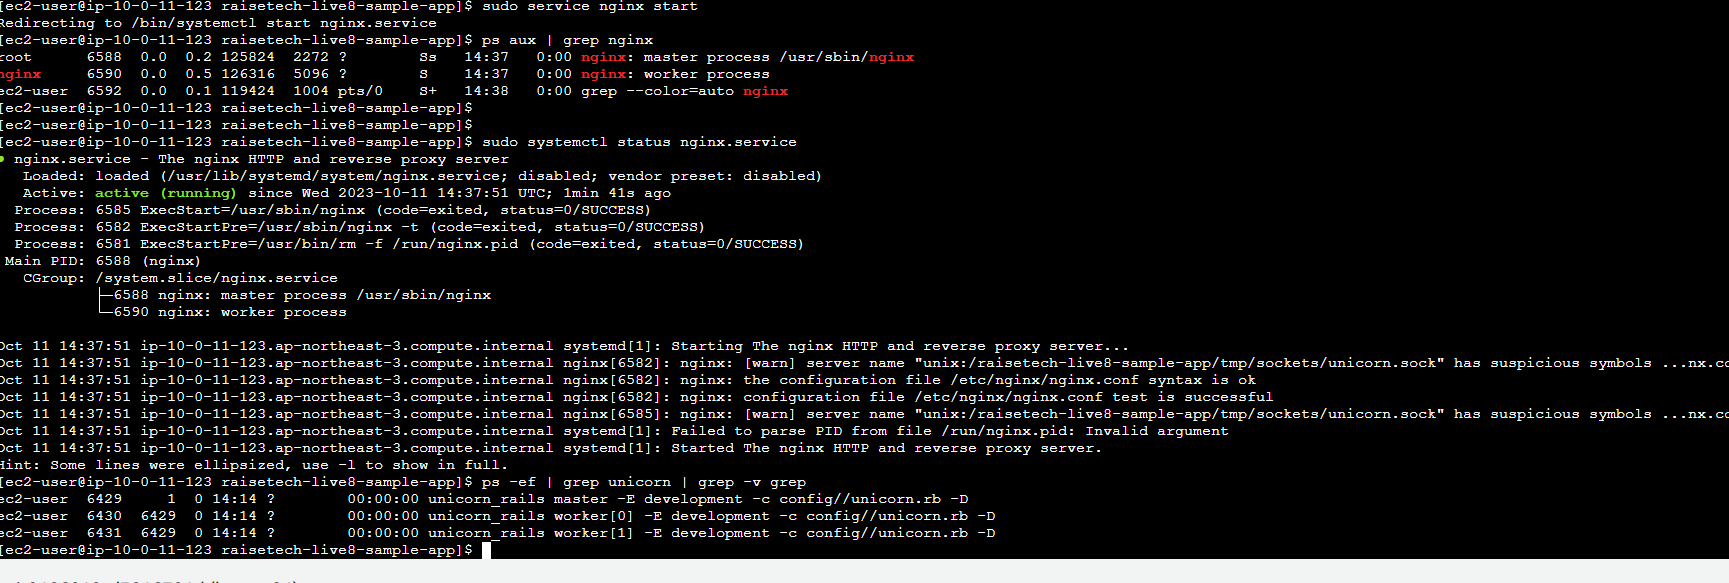 [ec2-user@ip-10-0-11-123 raisetech-live8-sample-app]$ sudo service nginx start
Redirecting to /bin/systemctl start nginx.service
[ec2-user@ip-10-0-11-123 raisetech-live8-sample-app]$ ps aux | grep nginx
root      6588  0.0  0.2 125824  2272 ?        Ss   14:37   0:00 nginx: master process /usr/sbin/nginx
nginx     6590  0.0  0.5 126316  5096 ?        S    14:37   0:00 nginx: worker process
ec2-user  6592  0.0  0.1 119424  1004 pts/0    S+   14:38   0:00 grep --color=auto nginx
[ec2-user@ip-10-0-11-123 raisetech-live8-sample-app]$
[ec2-user@ip-10-0-11-123 raisetech-live8-sample-app]$
[ec2-user@ip-10-0-11-123 raisetech-live8-sample-app]$ sudo systemctl status nginx.service
● nginx.service - The nginx HTTP and reverse proxy server
Loaded: loaded (/usr/lib/systemd/system/nginx.service; disabled; vendor preset: disabled)
Active: active (running) since Wed 2023-10-11 14:37:51 UTC; 1min 41s ago
Process: 6585 ExecStart=/usr/sbin/nginx (code=exited, status=0/SUCCESS)
Process: 6582 ExecStartPre=/usr/sbin/nginx -t (code=exited, status=0/SUCCESS)
Process: 6581 ExecStartPre=/usr/bin/rm -f /run/nginx.pid (code=exited, status=0/SUCCESS)
Main PID: 6588 (nginx)
CGroup: /system.slice/nginx.service
├─6588 nginx: master process /usr/sbin/nginx
└─6590 nginx: worker process
Oct 11 14:37:51 ip-10-0-11-123.ap-northeast-3.compute.internal systemd[1]: Starting The nginx HTTP and reverse proxy server...
Oct 11 14:37:51 ip-10-0-11-123.ap-northeast-3.compute.internal nginx[6582]: nginx: [warn] server name "unix:/raisetech-live8-sample-app/tmp/sockets/unicorn.sock" has suspicious symbols ...nx.co
Oct 11 14:37:51 ip-10-0-11-123.ap-northeast-3.compute.internal nginx[6582]: nginx: the configuration file /etc/nginx/nginx.conf syntax is ok
Oct 11 14:37:51 ip-10-0-11-123.ap-northeast-3.compute.internal nginx[6582]: nginx: configuration file /etc/nginx/nginx.conf test is successful
Oct 11 14:37:51 ip-10-0-11-123.ap-northeast-3.compute.internal nginx[6585]: nginx: [warn] server name "unix:/raisetech-live8-sample-app/tmp/sockets/unicorn.sock" has suspicious symbols ...nx.co
Oct 11 14:37:51 ip-10-0-11-123.ap-northeast-3.compute.internal systemd[1]: Failed to parse PID from file /run/nginx.pid: Invalid argument
Oct 11 14:37:51 ip-10-0-11-123.ap-northeast-3.compute.internal systemd[1]: Started The nginx HTTP and reverse proxy server.
Hint: Some lines were ellipsized, use -l to show in full.
[ec2-user@ip-10-0-11-123 raisetech-live8-sample-app]$ ps -ef | grep unicorn | grep -v grep
ec2-user  6429     1  0 14:14 ?        00:00:00 unicorn_rails master -E development -c config//unicorn.rb -D
ec2-user  6430  6429  0 14:14 ?        00:00:00 unicorn_rails worker[0] -E development -c config//unicorn.rb -D
ec2-user  6431  6429  0 14:14 ?        00:00:00 unicorn_rails worker[1] -E development -c config//unicorn.rb -D
[ec2-user@ip-10-0-11-123 raisetech-live8-sample-app]$